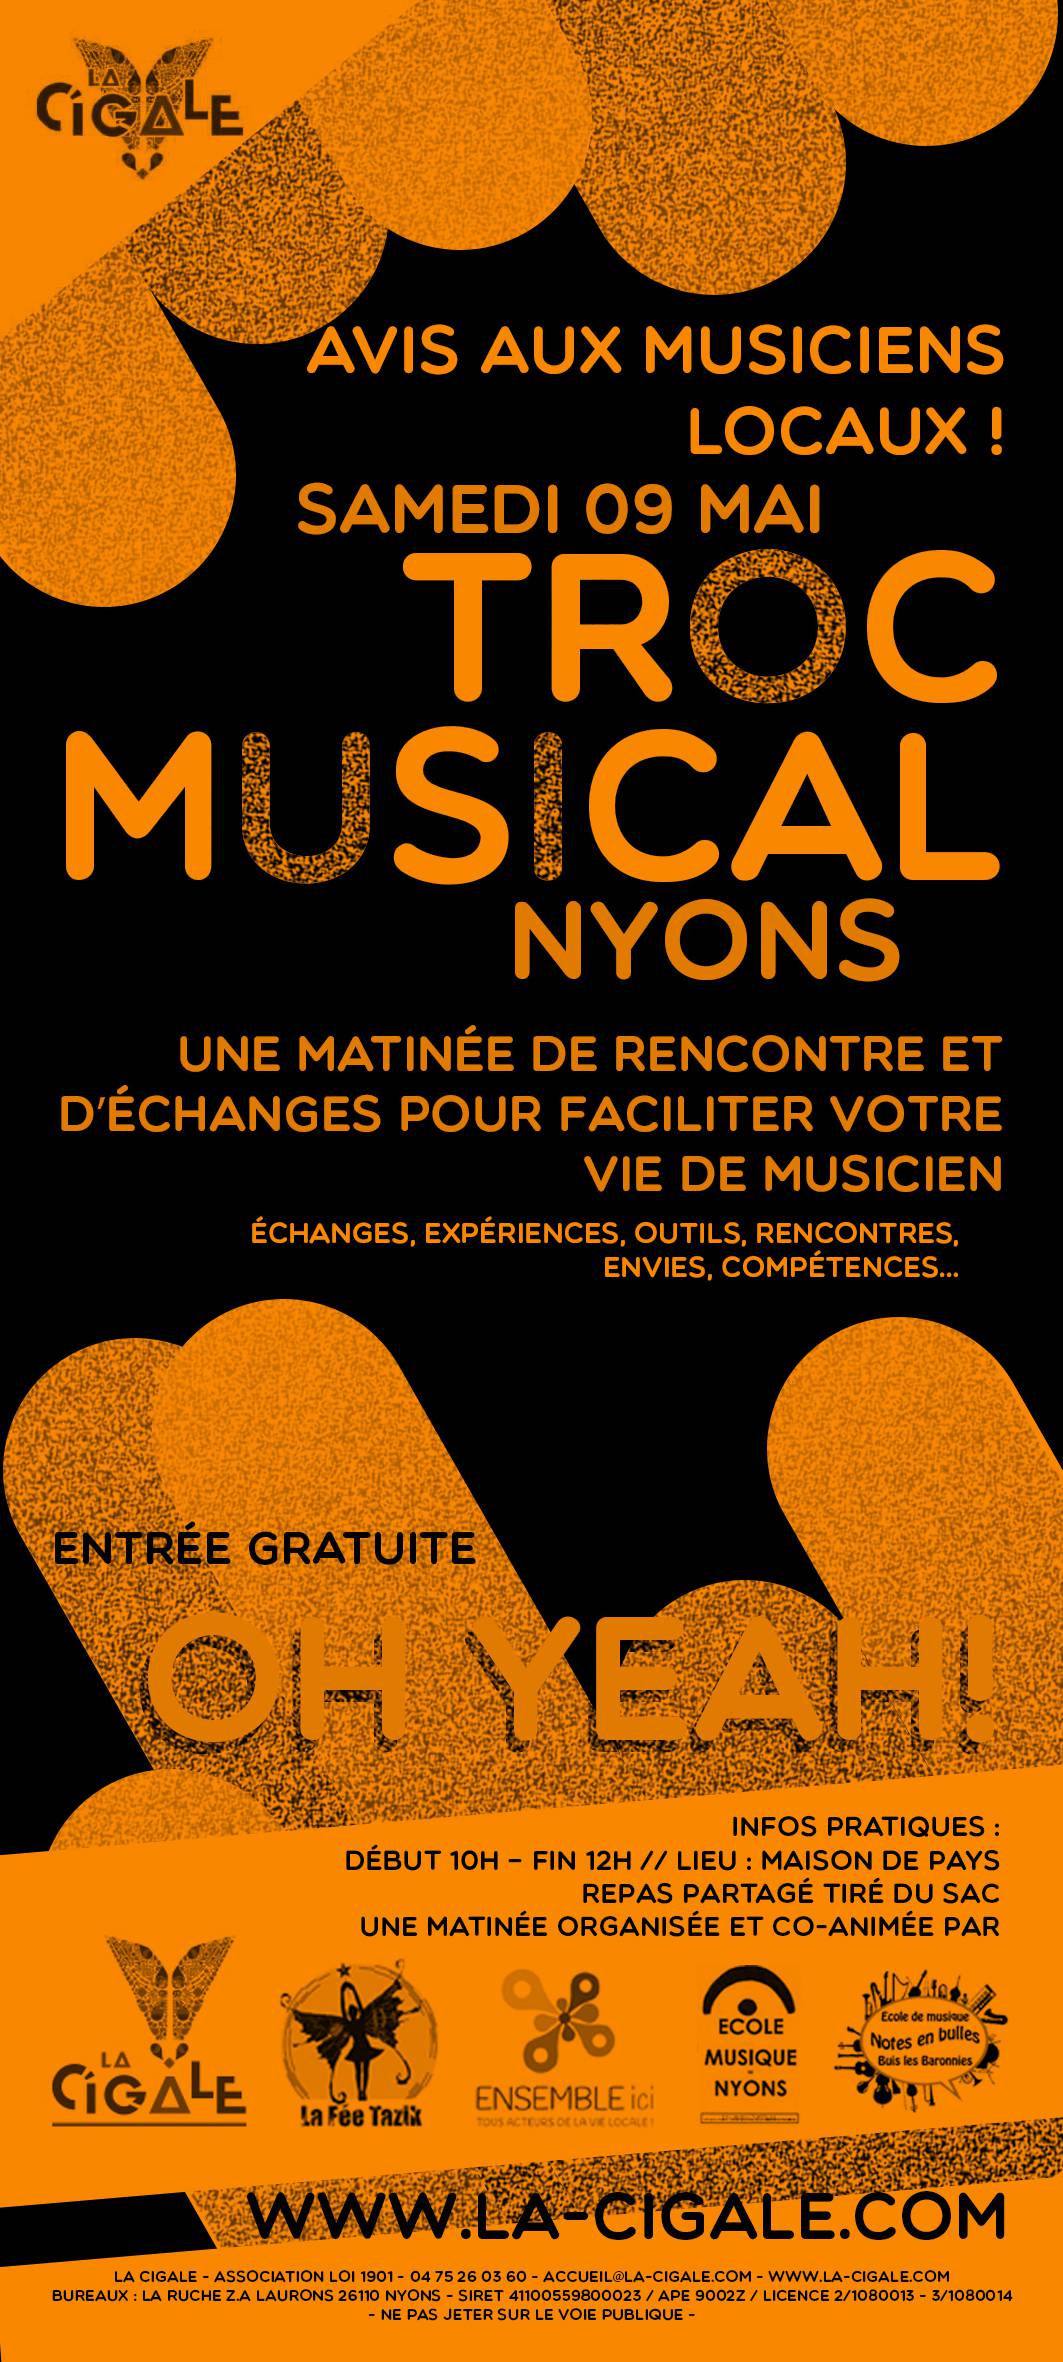 LA
CIGALE
AVIS AUX MUSICIENS
LOCAUX !
SAMEDI 09 MAI
TROC
MUSICAL
NYONS
UNE MATINÉE DE RENCONTRE ET
D'ÉCHANGES POUR FACILITER VOTRE
VIE DE MUSICIEN
ÉCHANGES, EXPÉRIENCES, OUTILS, RENCONTRES,
ENVIES, COMPÉTENCES...
ENTRÉE GRATUITE
OH YEAH!
INFOS PRATIQUES :
DÉBUT 10H – FIN 12H // LIEU : MAISON DE PAYS
REPAS PARTAGÉ TIRÉ DU SAC
UNE MATINÉE ORGANISÉE ET CO-ANIMÉE PAR
LA
CIGALE
La Fée Tazik
ENSEMBLE ici
TOUS ACTEURS DE LA VIE LOCALE !
ECOLE
MUSIQUE
NYONS
Ecole de musique
Notes en bulles
Buis les Baronnies
WWW.LA-CIGALE.COM
LA CIGALE - ASSOCIATION LOI 1901 - 04 75 26 03 60 - ACCUEIL@LA-CIGALE.COM - WWW.LA-CIGALE.COM
BUREAUX : LA RUCHE Z.A LAURONS 26110 NYONS - SIRET 41100559800023 / APE 9002Z / LICENCE 2/1080013 - 3/1080014
- NE PAS JETER SUR LE VOIE PUBLIQUE -